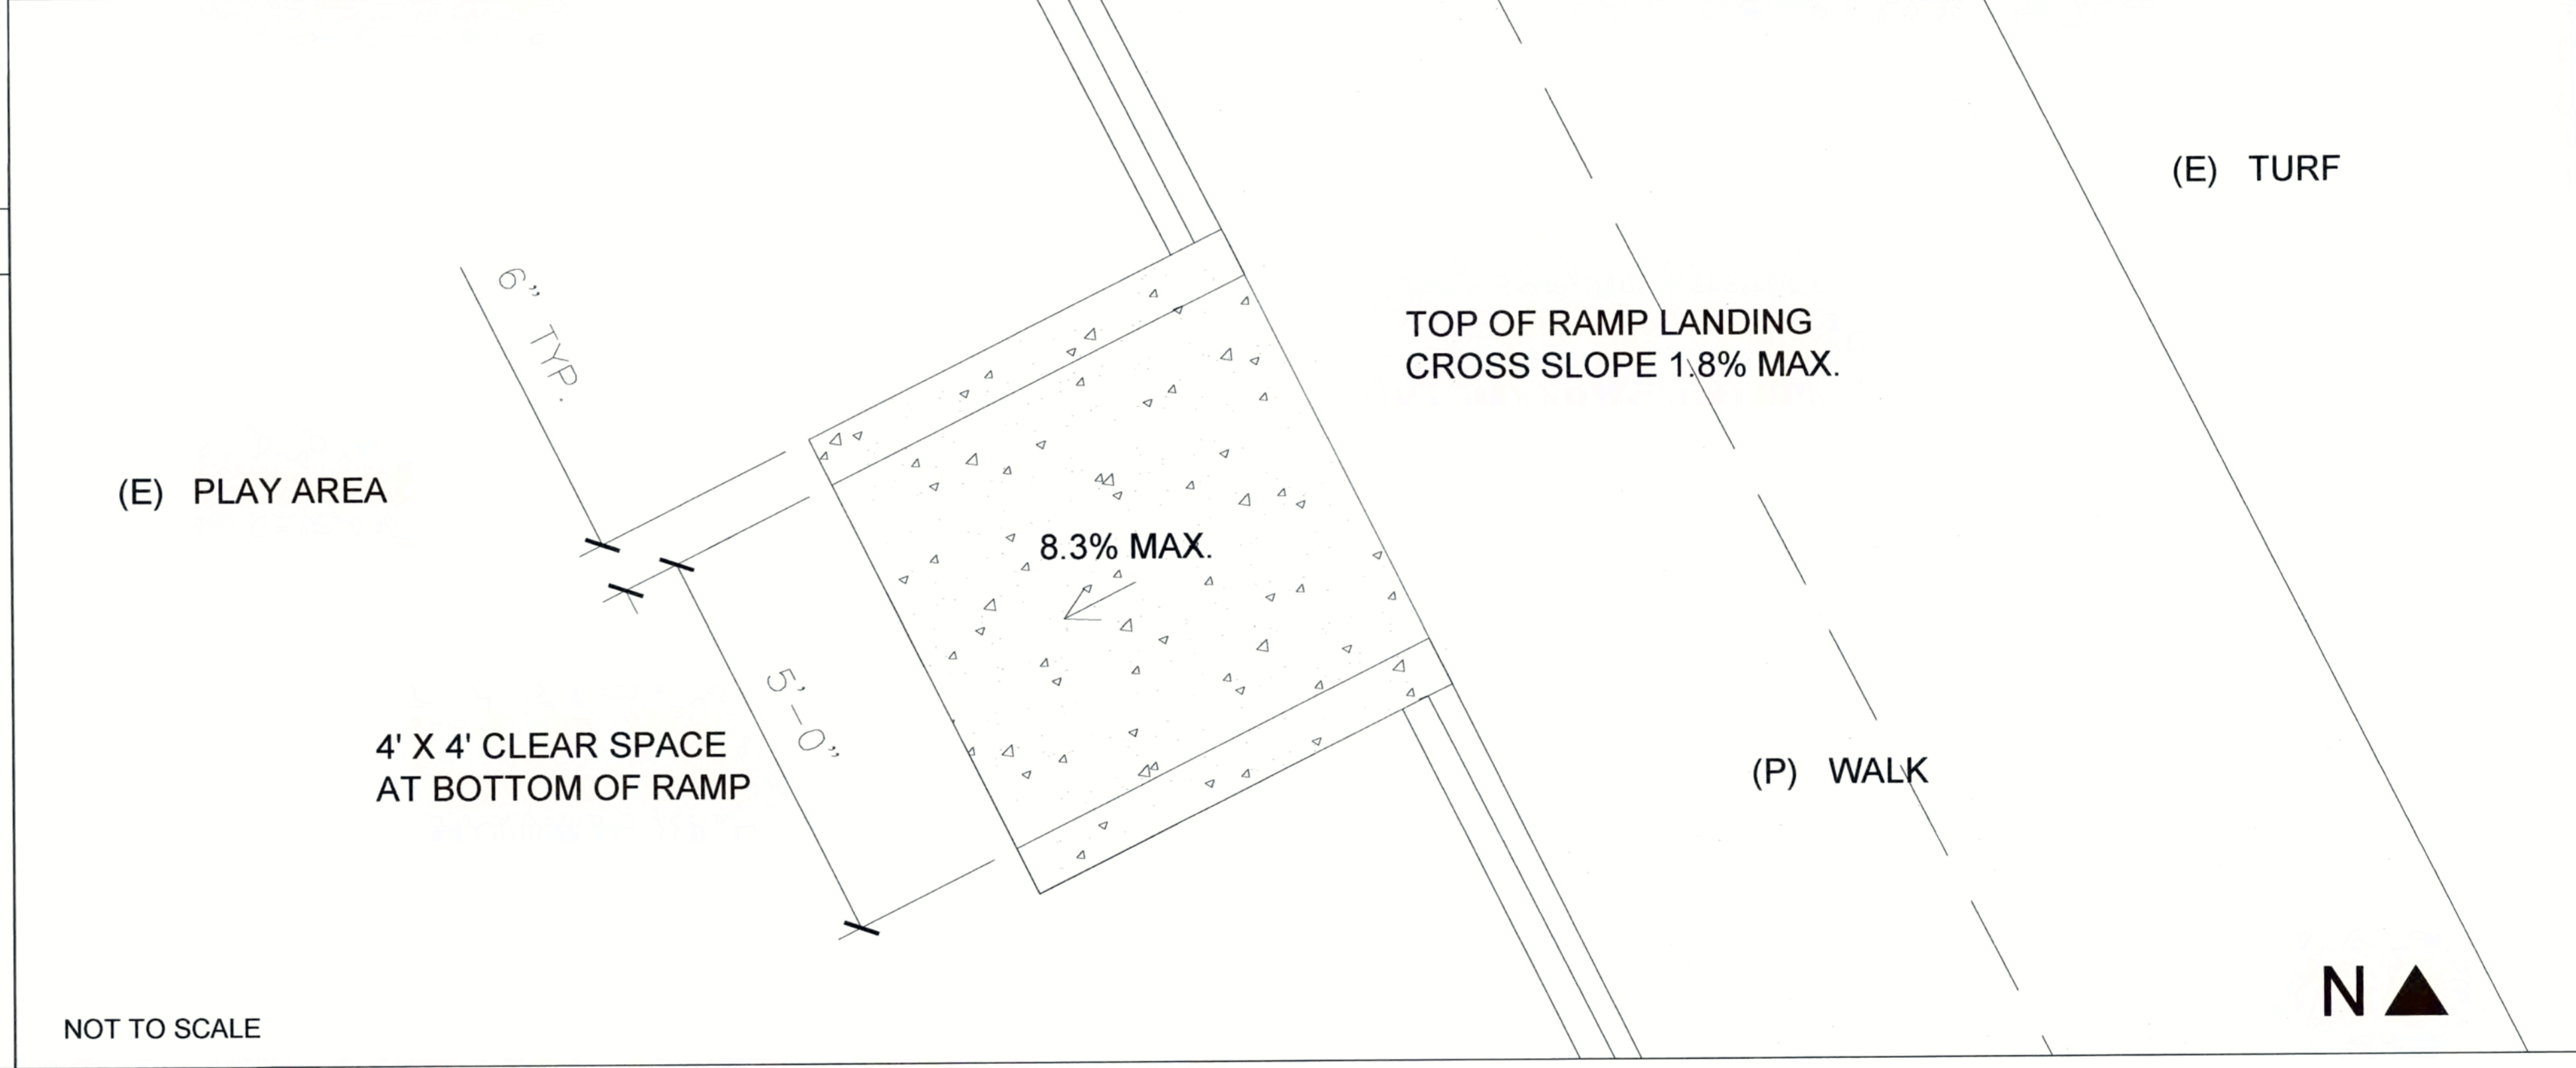 (E) TURF
6" TYP.
TOP OF RAMP LANDING
CROSS SLOPE 1.8% MAX.
(E) PLAY AREA
8.3% MAX.
5'-0"
4' X 4' CLEAR SPACE
AT BOTTOM OF RAMP
(P) WALK
N
NOT TO SCALE